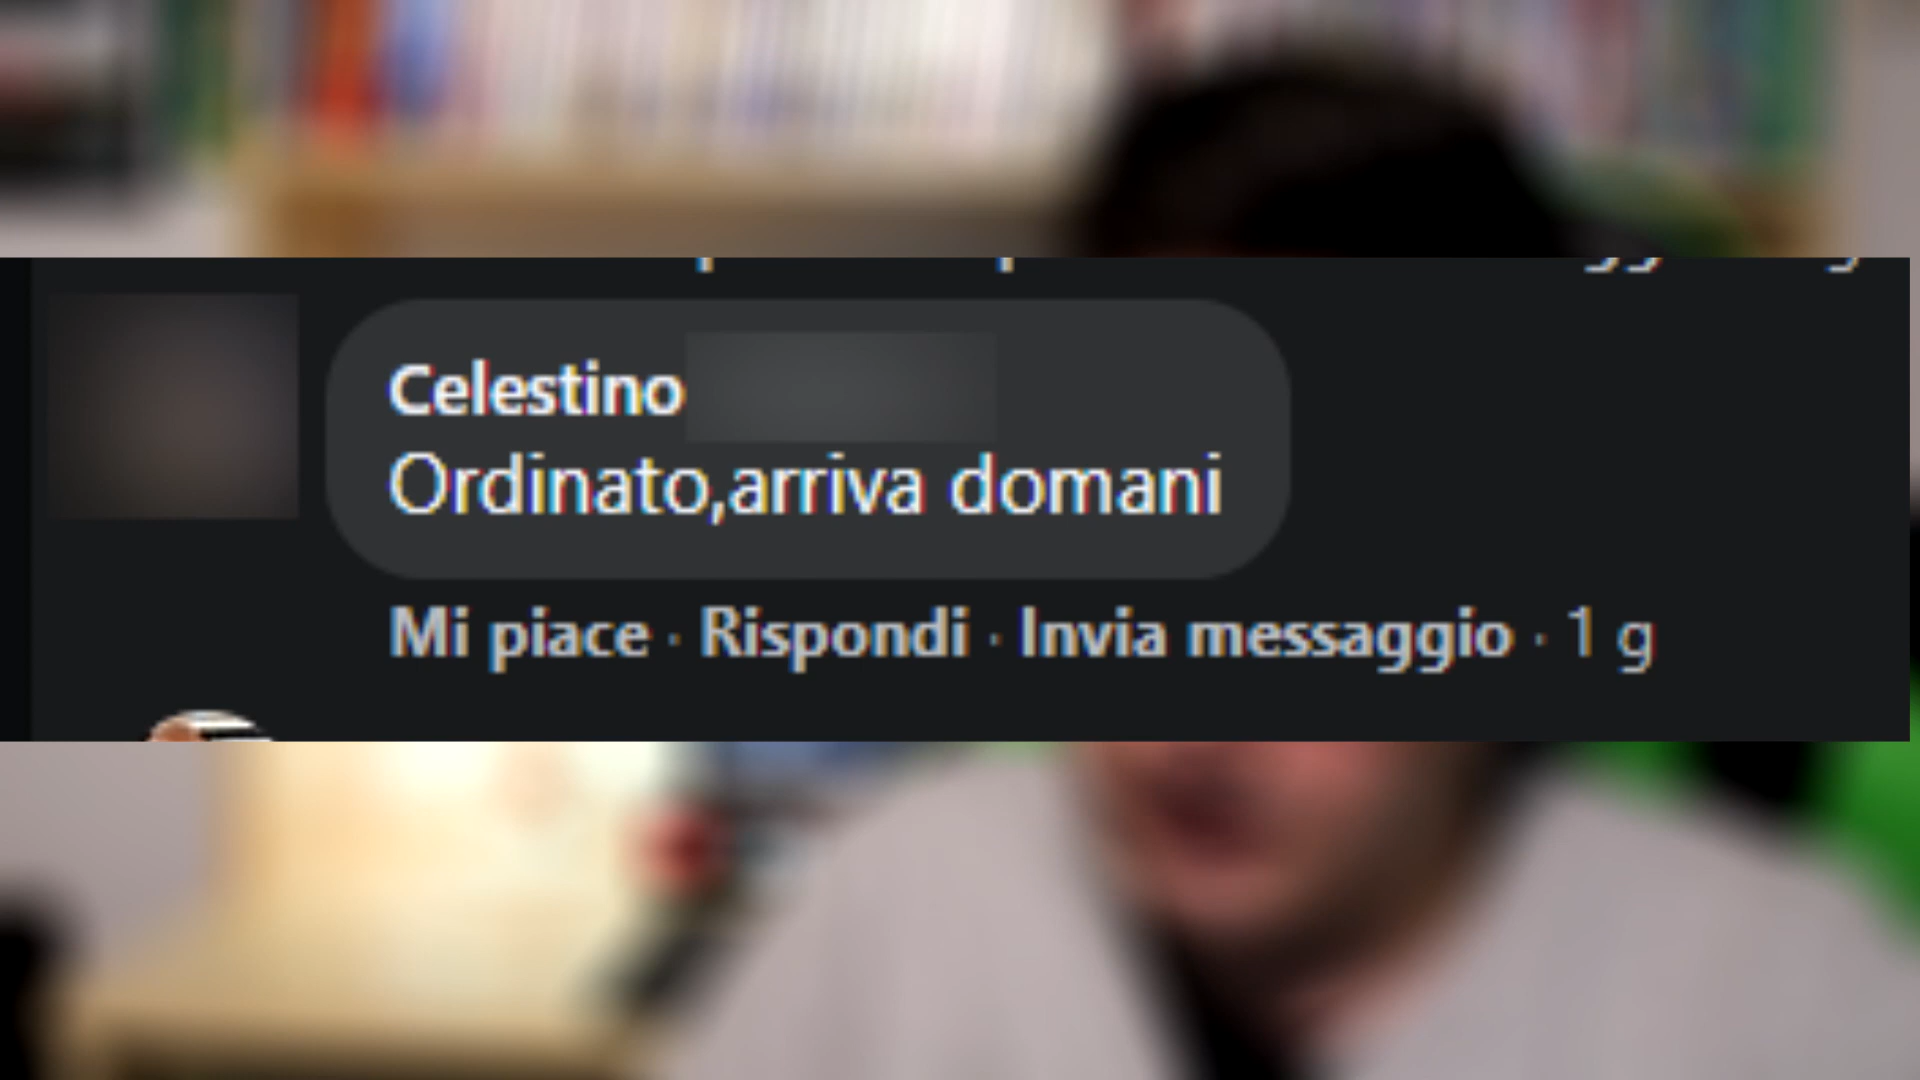 Celestino
Ordinato,arriva domani
Mi piace · Rispondi · Invia messaggio · 1 g